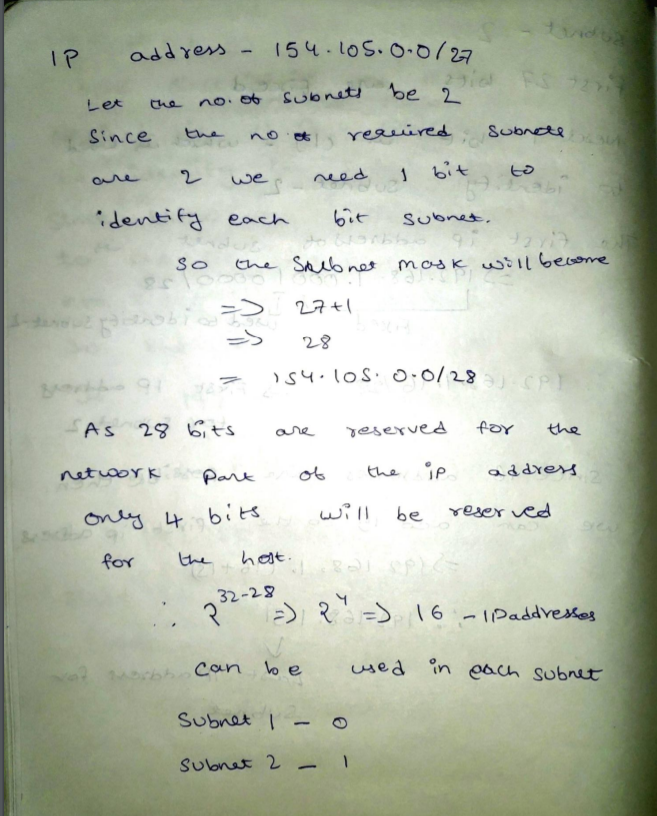 IP address - 154.105.0.0/27
Let the no. of subnets be 2
Since the no of required subnets
are 2 we need 1 bit to
identify each bit subnet.
So the Subnet mask will become
=> 27+1
=> 28
= 154.105.0.0/28
As 28 bits are reserved for the
network part of the ip address
only 4 bits will be reserved
for the host.
∴ 2^32-28 => 2^4 => 16 - IP addresses
can be used in each subnet
Subnet 1 - 0
Subnet 2 - 1